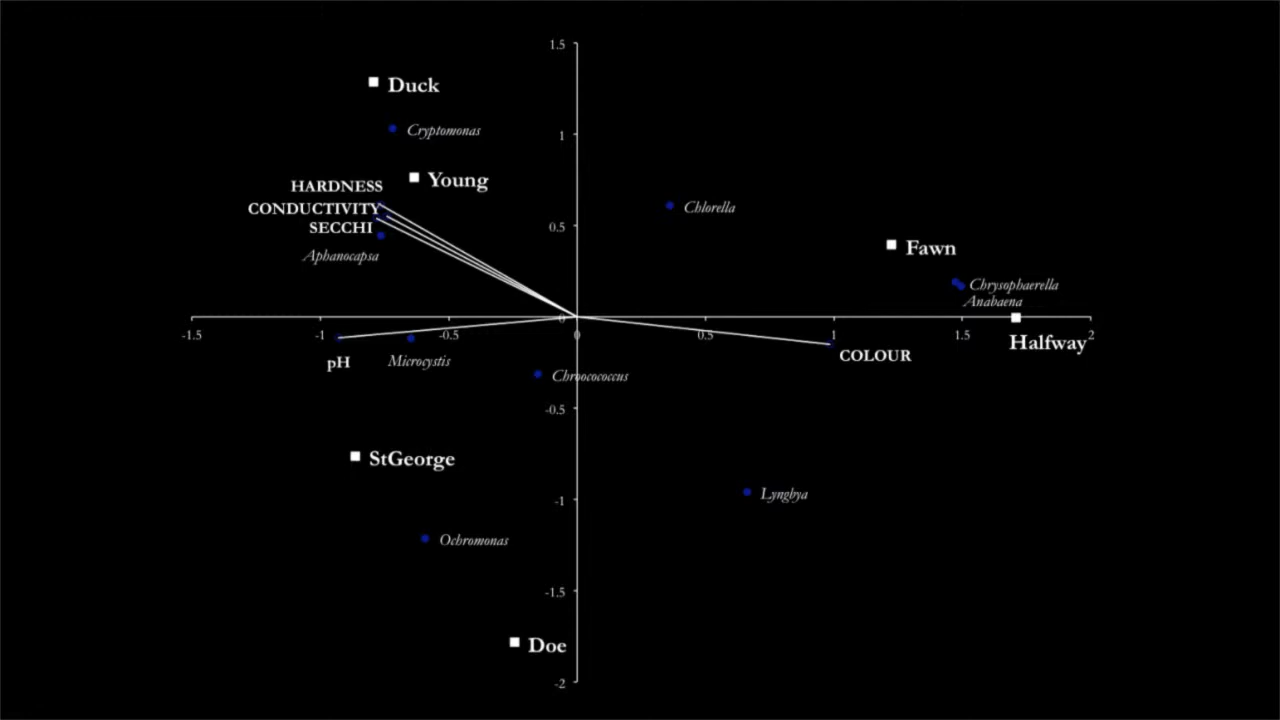 1.5
Duck
Cryptomonas
1
Young
HARDNESS
CONDUCTIVITY
SECCHI
Chlorella
0.5
Fawn
Aphanocapsa
Chrysophaerella
Anabaena
0
-1.5
-1
-0.5
0
0.5
1
1.5
2
Halfway
COLOUR
pH
Microcystis
Chroococcus
-0.5
StGeorge
-1
Lyngbya
Ochromonas
-1.5
Doe
-2